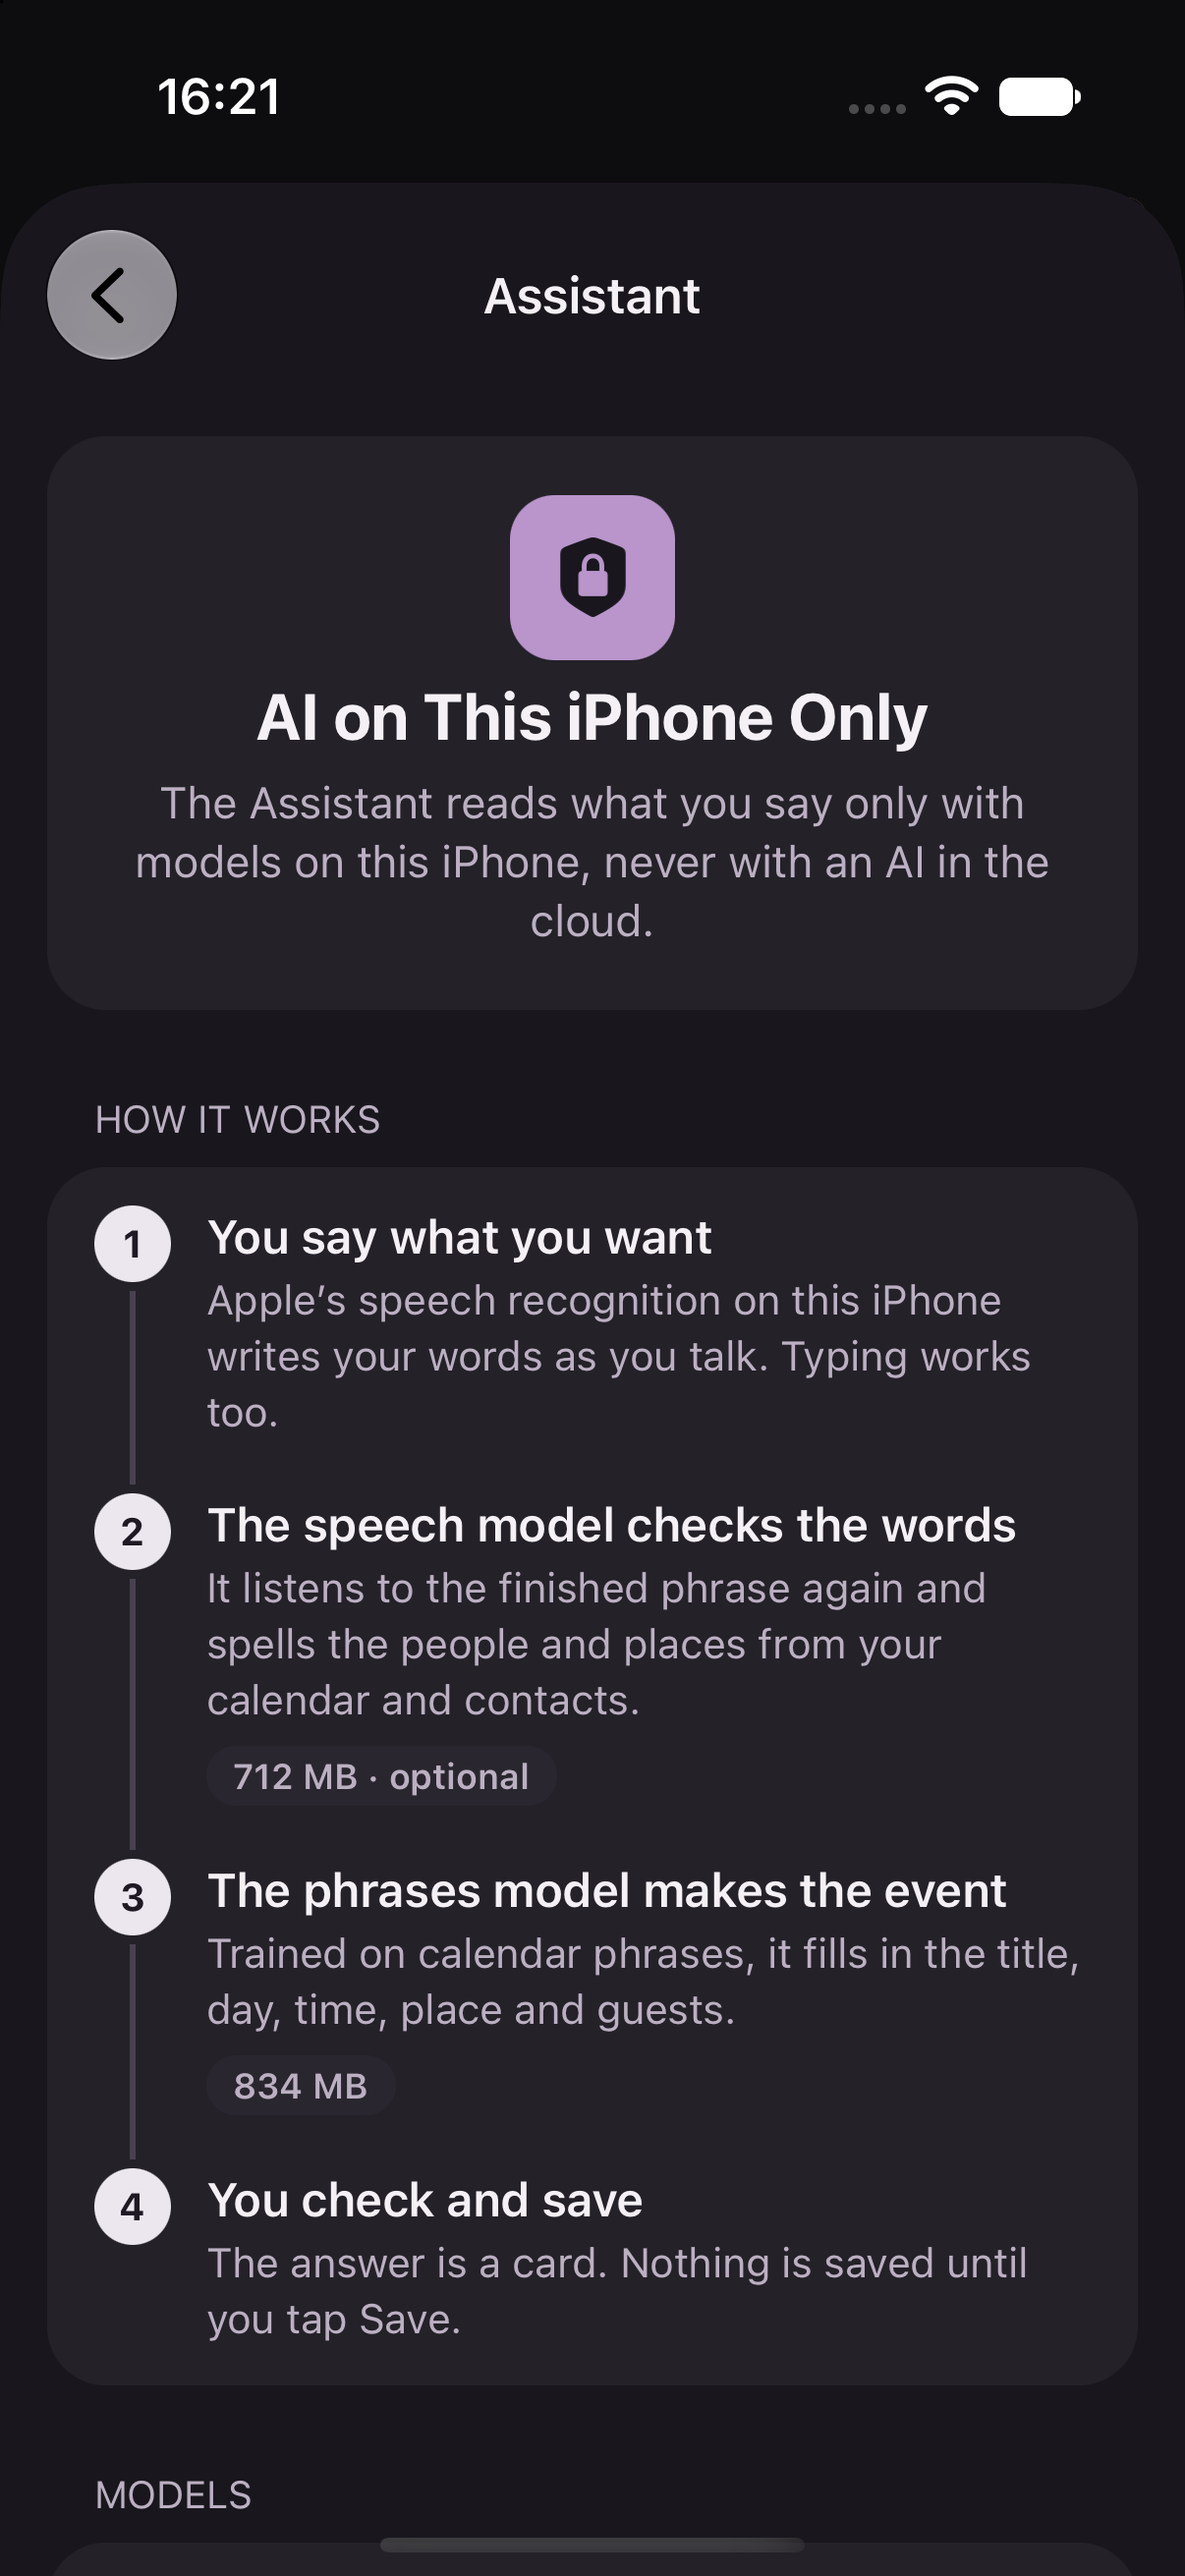 16:21
Assistant
AI on This iPhone Only
The Assistant reads what you say only with
models on this iPhone, never with an AI in the
cloud.
HOW IT WORKS
1
You say what you want
Apple’s speech recognition on this iPhone
writes your words as you talk. Typing works
too.
2
The speech model checks the words
It listens to the finished phrase again and
spells the people and places from your
calendar and contacts.
712 MB · optional
3
The phrases model makes the event
Trained on calendar phrases, it fills in the title,
day, time, place and guests.
834 MB
4
You check and save
The answer is a card. Nothing is saved until
you tap Save.
MODELS